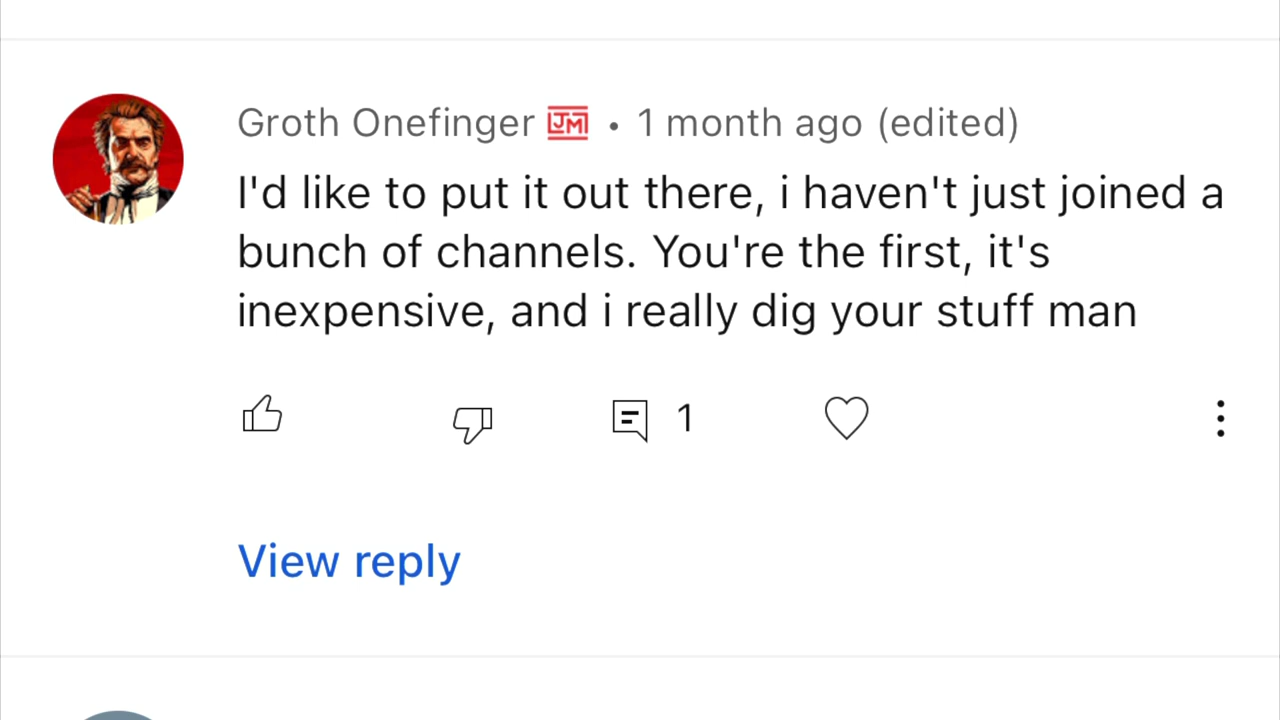 Groth Onefinger JM • 1 month ago (edited)
I'd like to put it out there, i haven't just joined a
bunch of channels. You're the first, it's
inexpensive, and i really dig your stuff man
1
View reply